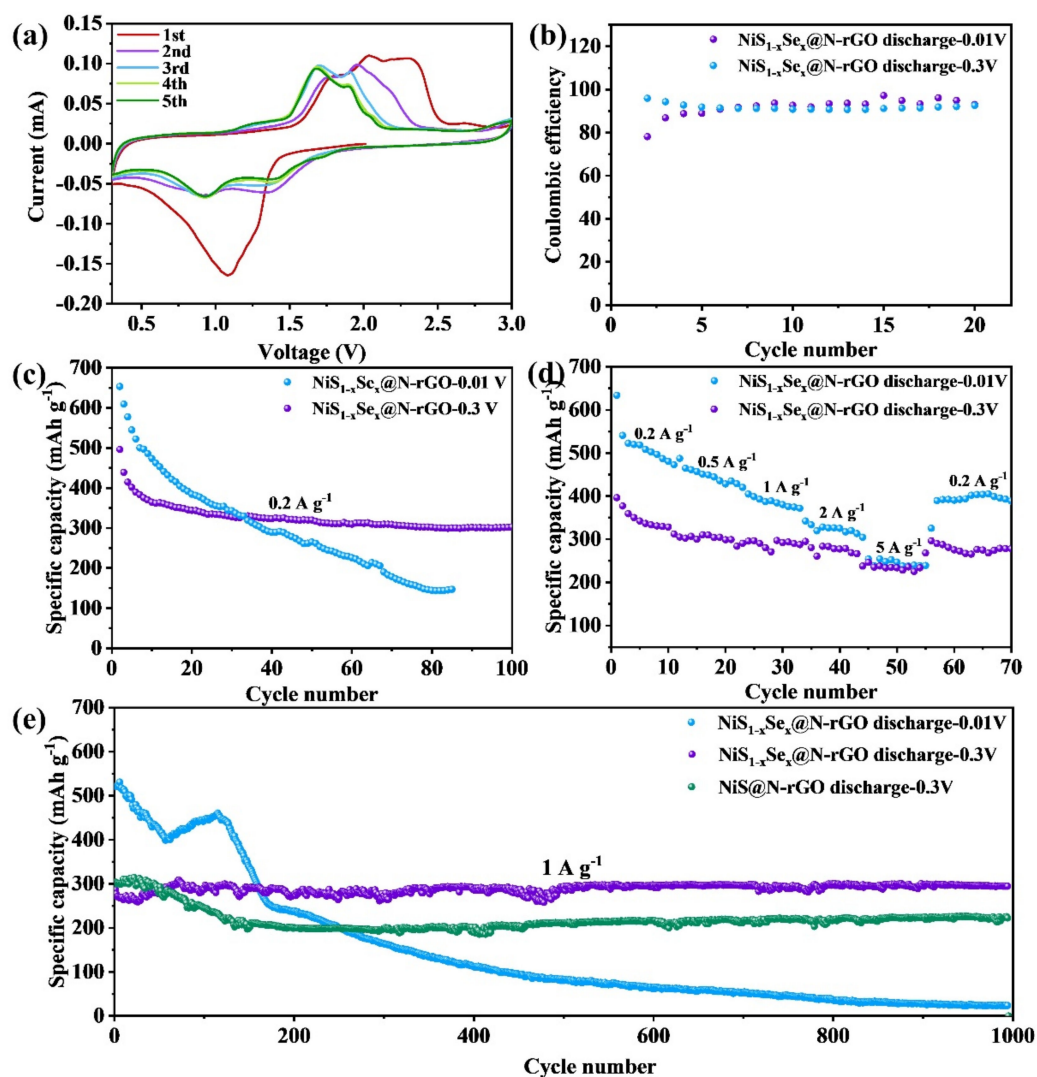 (a)
1st
2nd
3rd
4th
5th
0.15
0.10
0.05
0.00
-0.05
-0.10
-0.15
-0.20
Current (mA)
0.5 1.0 1.5 2.0 2.5 3.0
Voltage (V)
(b)
NiS₁₋ₓSeₓ@N-rGO discharge-0.01V
NiS₁₋ₓSeₓ@N-rGO discharge-0.3V
120
100
80
60
40
20
0
Coulombic efficiency
0 5 10 15 20
Cycle number
(c)
NiS₁₋ₓSeₓ@N-rGO-0.01 V
NiS₁₋ₓSeₓ@N-rGO-0.3 V
0.2 A g⁻¹
700
600
500
400
300
200
100
0
Specific capacity (mAh g⁻¹)
0 20 40 60 80 100
Cycle number
(d)
NiS₁₋ₓSeₓ@N-rGO discharge-0.01V
NiS₁₋ₓSeₓ@N-rGO discharge-0.3V
0.2 A g⁻¹
0.5 A g⁻¹
1 A g⁻¹
2 A g⁻¹
5 A g⁻¹
0.2 A g⁻¹
700
600
500
400
300
200
100
Specific capacity (mAh g⁻¹)
0 10 20 30 40 50 60 70
Cycle number
(e)
NiS₁₋ₓSeₓ@N-rGO discharge-0.01V
NiS₁₋ₓSeₓ@N-rGO discharge-0.3V
NiS@N-rGO discharge-0.3V
1 A g⁻¹
700
600
500
400
300
200
100
0
Specific capacity (mAh g⁻¹)
0 200 400 600 800 1000
Cycle number